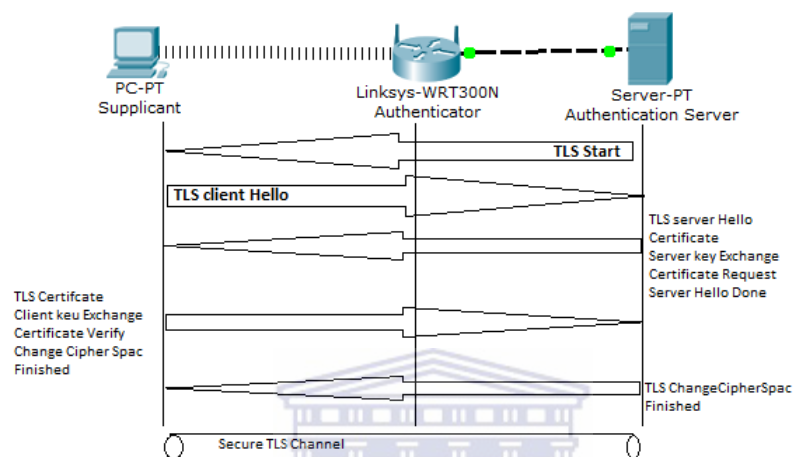 PC-PT
Supplicant
Linksys-WRT300N
Authenticator
Server-PT
Authentication Server
TLS Start
TLS client Hello
TLS server Hello
Certificate
Server key Exchange
Certificate Request
Server Hello Done
TLS Certifcate
Client keu Exchange
Certificate Verify
Change Cipher Spac
Finished
TLS ChangeCipherSpac
Finished
Secure TLS Channel